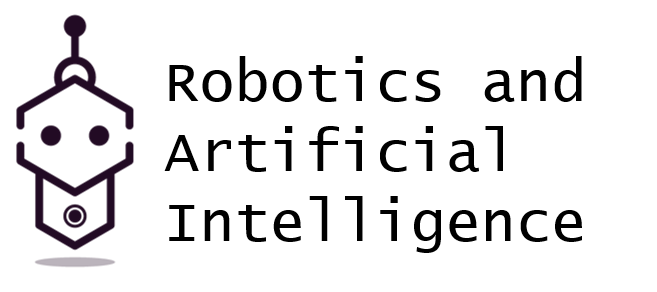 Robotics and
Artificial
Intelligence